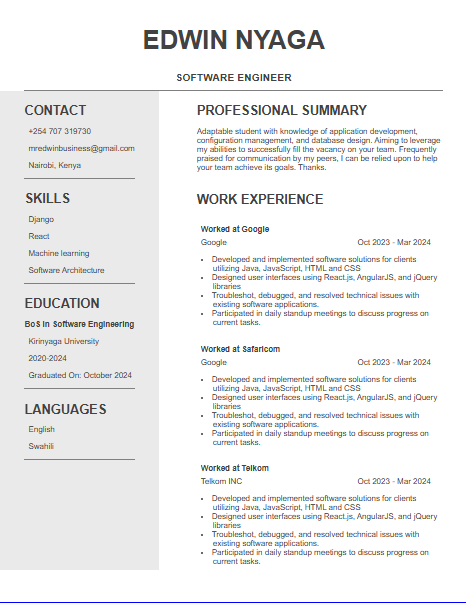 EDWIN NYAGA
SOFTWARE ENGINEER
CONTACT
+254 707 319730
mredwinbusiness@gmail.com
Nairobi, Kenya
SKILLS
Django
React
Machine learning
Software Architecture
EDUCATION
BoS in Software Engineering
Kirinyaga University
2020-2024
Graduated On: October 2024
LANGUAGES
English
Swahili
PROFESSIONAL SUMMARY
Adaptable student with knowledge of application development,
configuration management, and database design. Aiming to leverage
my abilities to successfully fill the vacancy on your team. Frequently
praised for communication by my peers, I can be relied upon to help
your team achieve its goals. Thanks.
WORK EXPERIENCE
Worked at Google
Google Oct 2023 - Mar 2024
• Developed and implemented software solutions for clients
utilizing Java, JavaScript, HTML and CSS
• Designed user interfaces using React.js, AngularJS, and jQuery
libraries
• Troubleshot, debugged, and resolved technical issues with
existing software applications.
• Participated in daily standup meetings to discuss progress on
current tasks.
Worked at Safaricom
Google Oct 2023 - Mar 2024
• Developed and implemented software solutions for clients
utilizing Java, JavaScript, HTML and CSS
• Designed user interfaces using React.js, AngularJS, and jQuery
libraries
• Troubleshot, debugged, and resolved technical issues with
existing software applications.
• Participated in daily standup meetings to discuss progress on
current tasks.
Worked at Telkom
Telkom INC Oct 2023 - Mar 2024
• Developed and implemented software solutions for clients
utilizing Java, JavaScript, HTML and CSS
• Designed user interfaces using React.js, AngularJS, and jQuery
libraries
• Troubleshot, debugged, and resolved technical issues with
existing software applications.
• Participated in daily standup meetings to discuss progress on
current tasks.